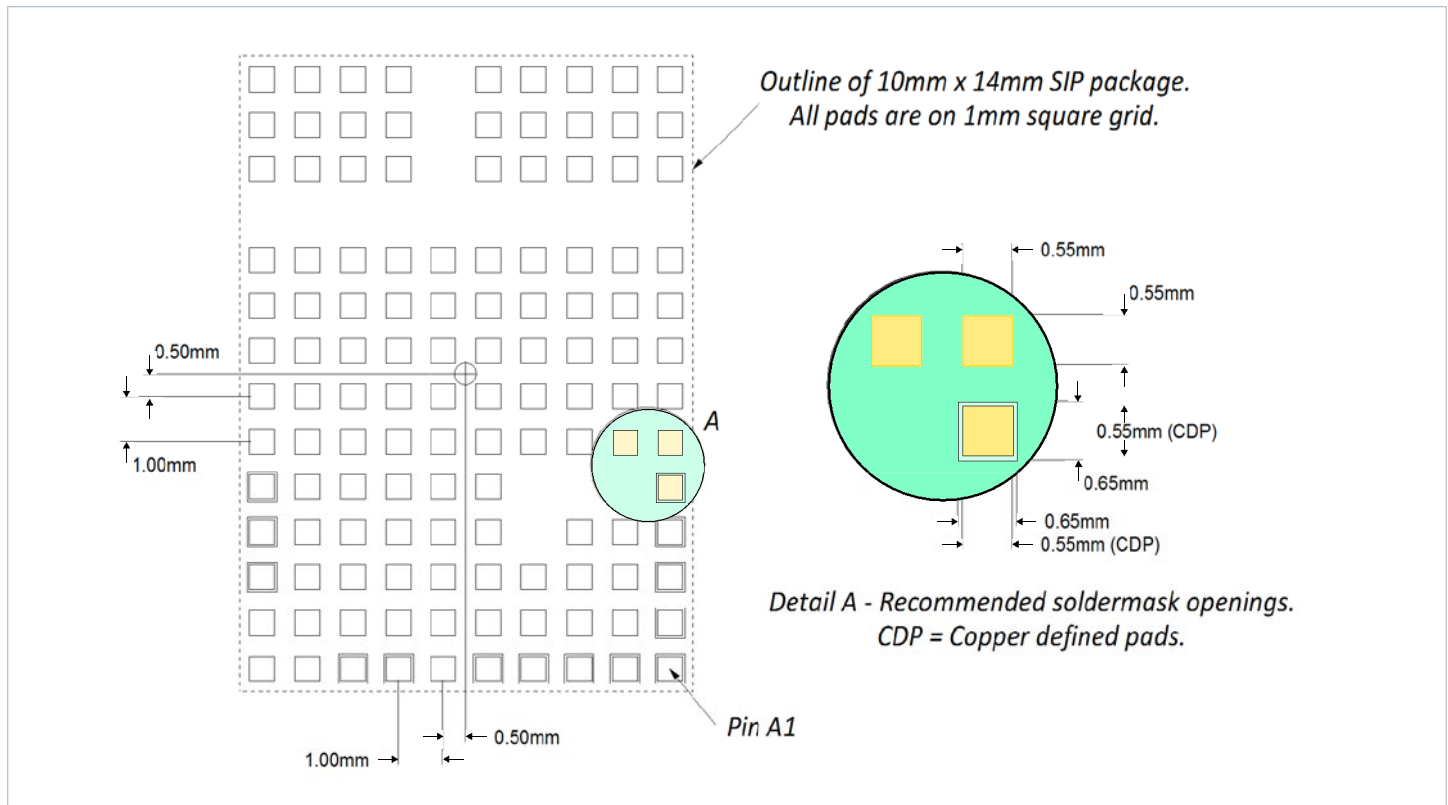 Outline of 10mm x 14mm SIP package.
All pads are on 1mm square grid.
0.55mm
0.55mm
0.50mm
A
0.55mm (CDP)
1.00mm
0.65mm
0.65mm
0.55mm (CDP)
Detail A - Recommended soldermask openings.
CDP = Copper defined pads.
Pin A1
0.50mm
1.00mm